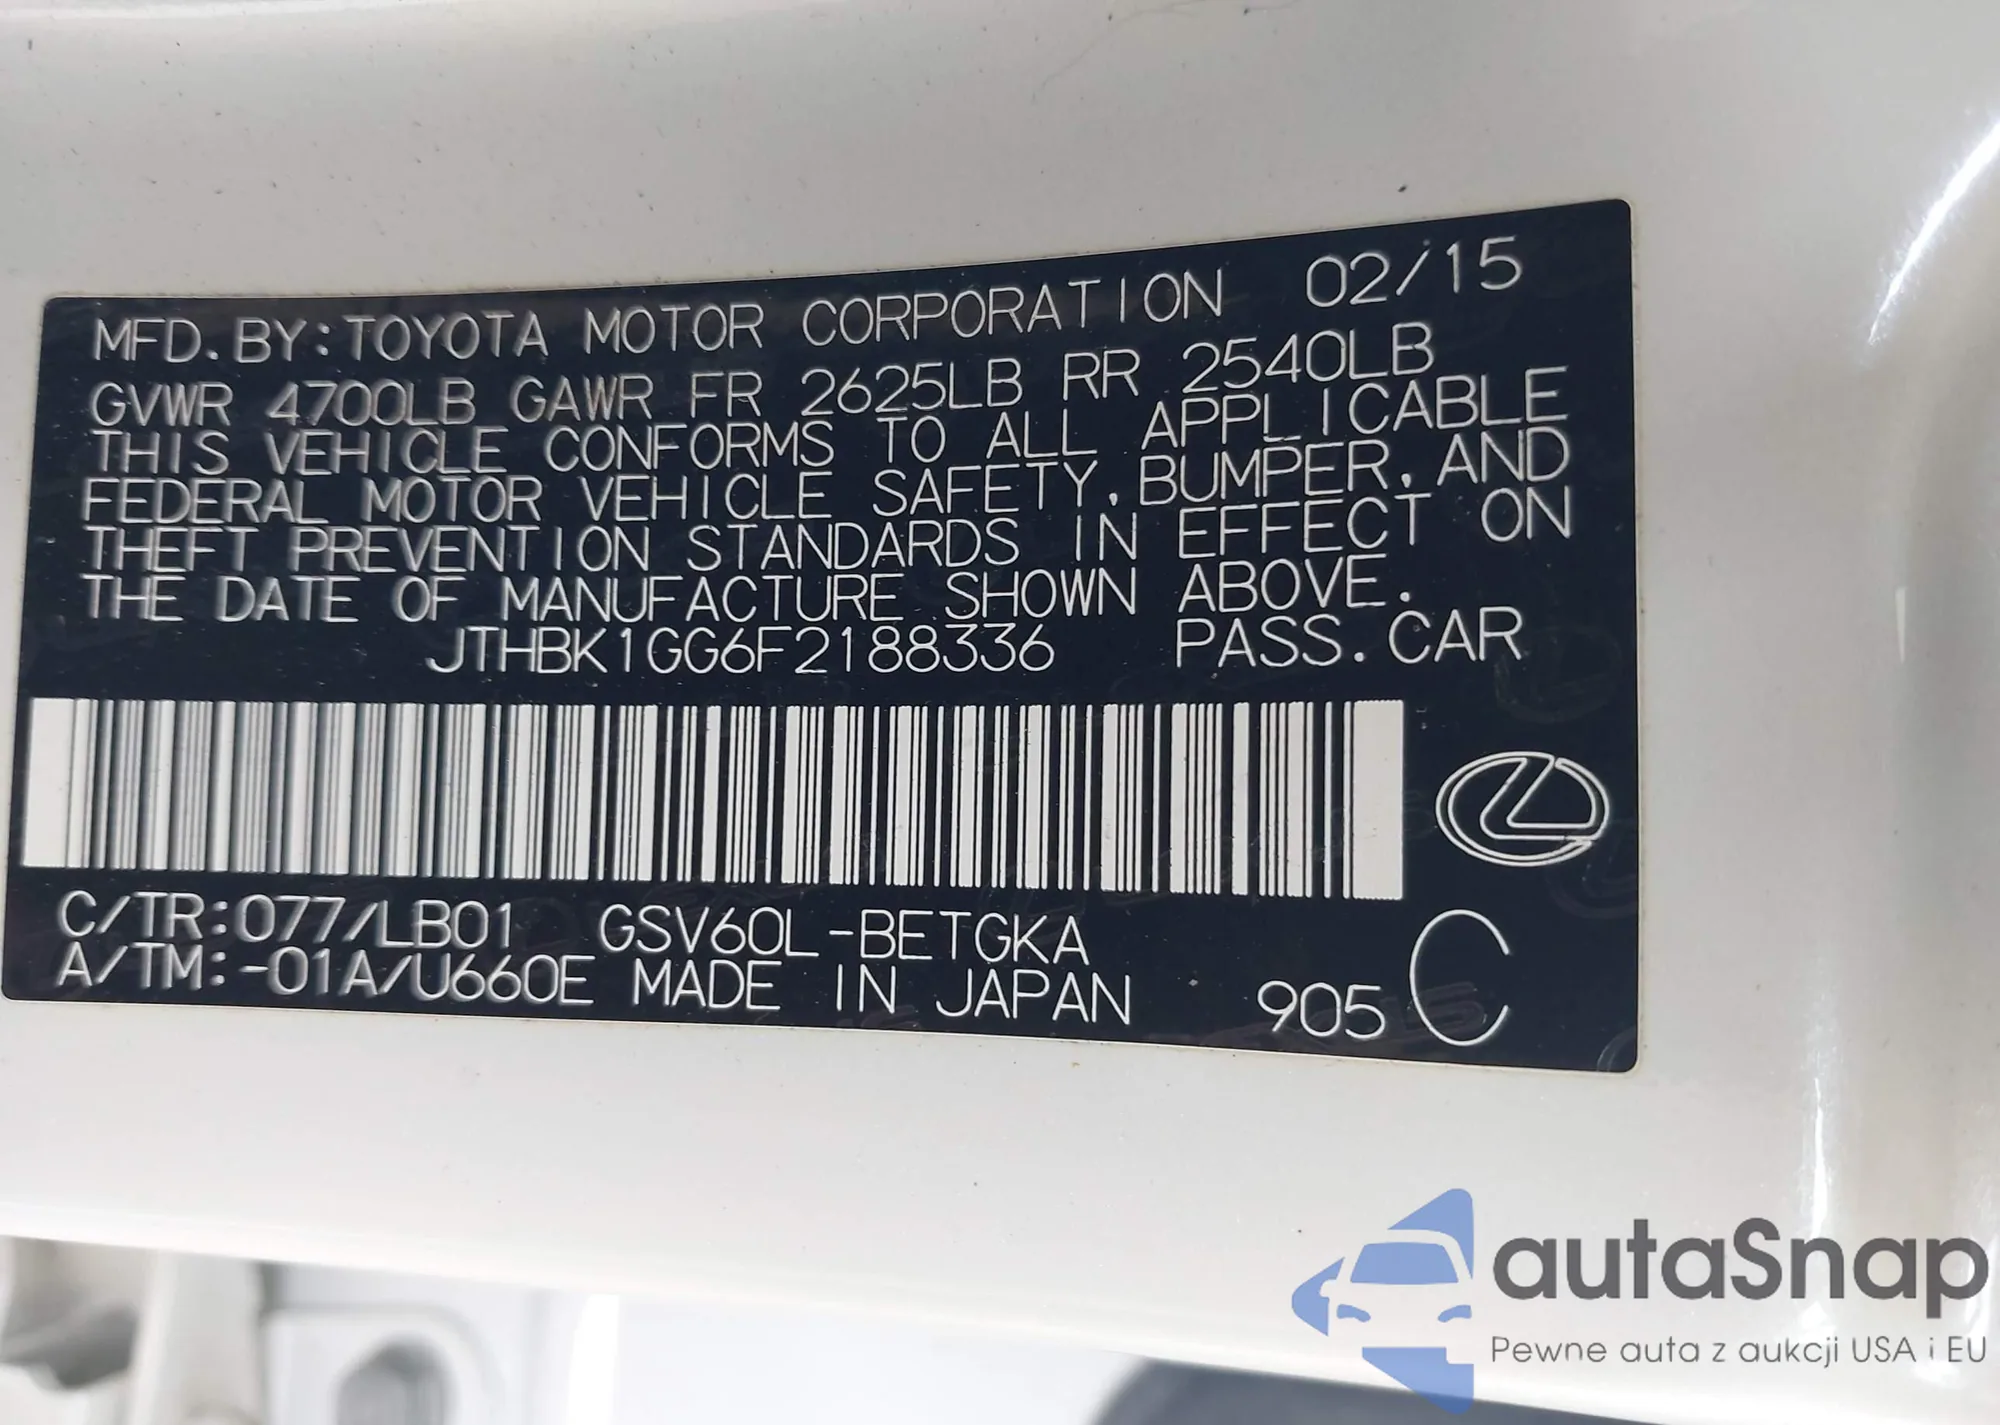 MFD. BY: TOYOTA MOTOR CORPORATION 02/15
GVWR 4700LB GAWR FR 2625LB RR 2540LB
THIS VEHICLE CONFORMS TO ALL APPLICABLE
FEDERAL MOTOR VEHICLE SAFETY, BUMPER, AND
THEFT PREVENTION STANDARDS IN EFFECT ON
THE DATE OF MANUFACTURE SHOWN ABOVE.
JTHBK1GG6F2188336 PASS. CAR
C/TR:077/LB01 GSV60L-BETGKA
A/TM:-01A/U660E MADE IN JAPAN 905 C
autaSnap
Pewne auta z aukcji USA i EU